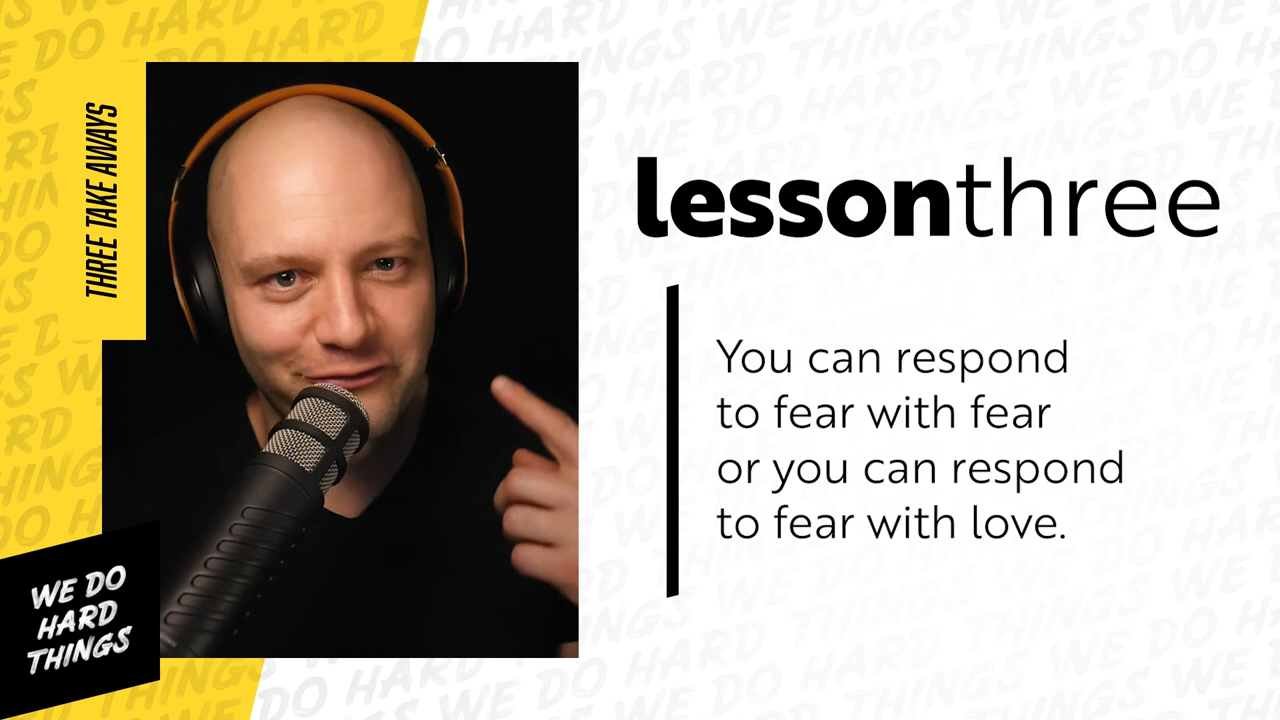 THREE TAKE AWAYS
lessonthree
You can respond
to fear with fear
or you can respond
to fear with love.
WE DO
HARD
THINGS